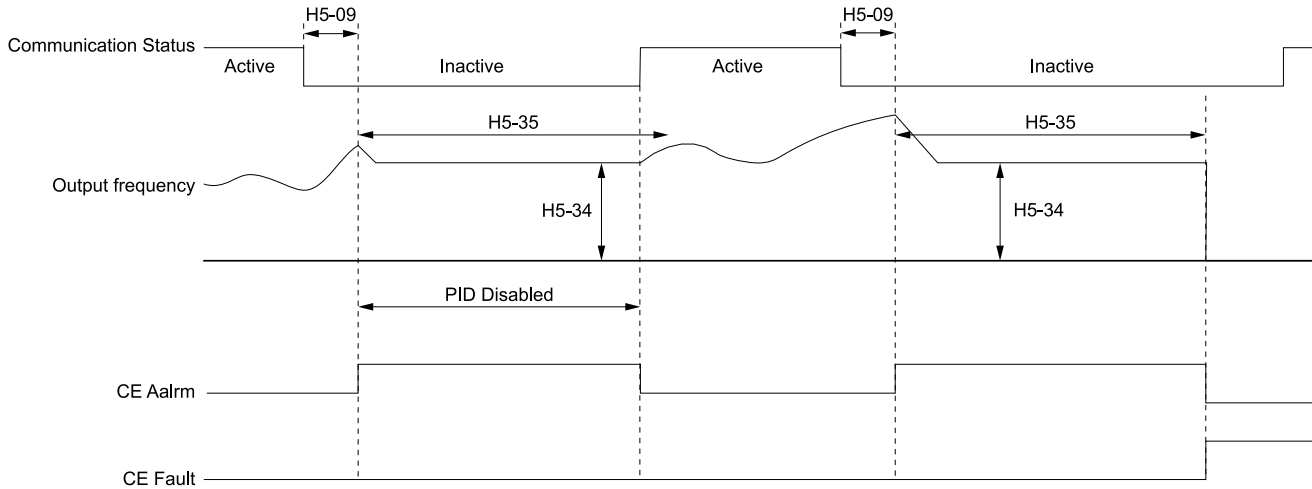 H5-09
H5-09
Communication Status
Active
Inactive
Active
Inactive
H5-35
H5-35
Output frequency
H5-34
H5-34
PID Disabled
CE Aalrm
CE Fault